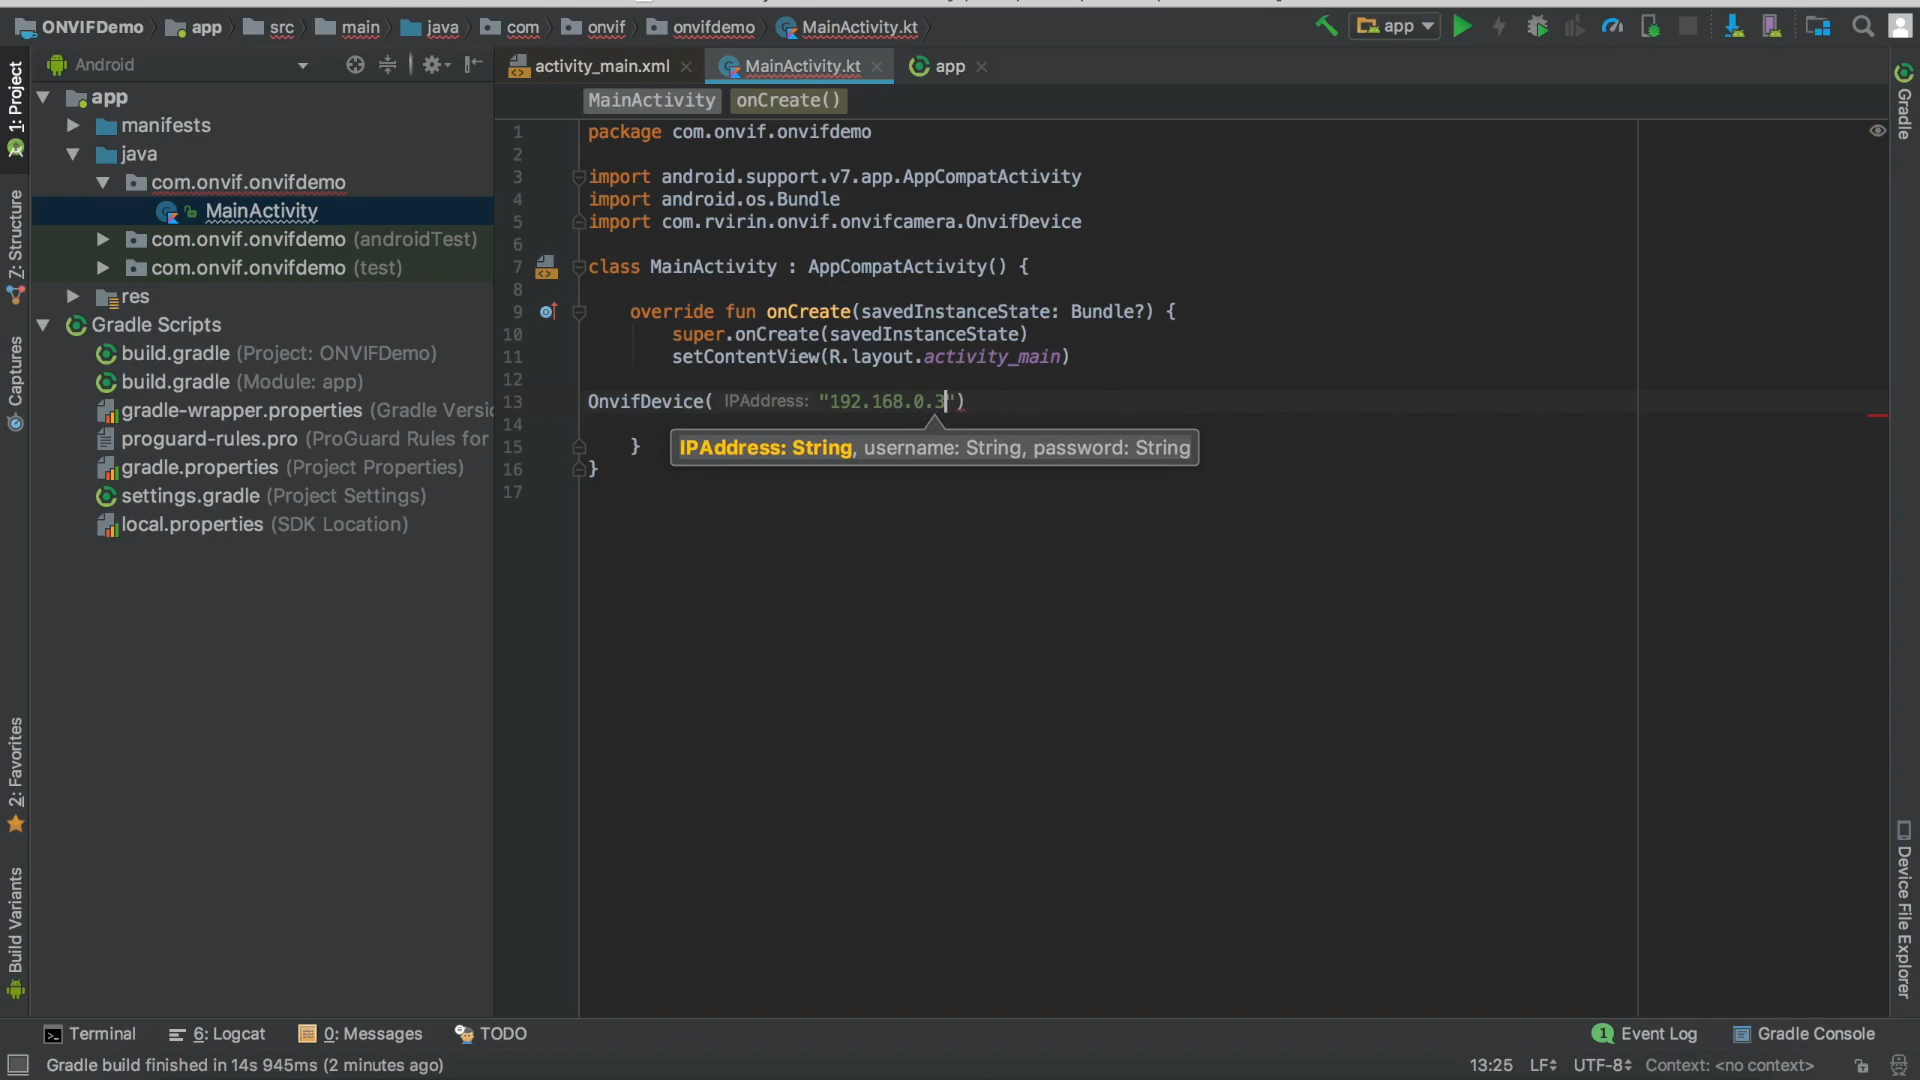 ONVIFDemo app src main java com onvif onvifdemo MainActivity.kt app
Android activity_main.xml MainActivity.kt app
MainActivity onCreate()
1: Project
Z: Structure
Captures
2: Favorites
Build Variants
app
manifests
java
com.onvif.onvifdemo
MainActivity
com.onvif.onvifdemo (androidTest)
com.onvif.onvifdemo (test)
res
Gradle Scripts
build.gradle (Project: ONVIFDemo)
build.gradle (Module: app)
gradle-wrapper.properties (Gradle Versic
proguard-rules.pro (ProGuard Rules for
gradle.properties (Project Properties)
settings.gradle (Project Settings)
local.properties (SDK Location)
1 package com.onvif.onvifdemo
2
3 import android.support.v7.app.AppCompatActivity
4 import android.os.Bundle
5 import com.rvirin.onvif.onvifcamera.OnvifDevice
6
7 class MainActivity : AppCompatActivity() {
8
9 override fun onCreate(savedInstanceState: Bundle?) {
10 super.onCreate(savedInstanceState)
11 setContentView(R.layout.activity_main)
12
13 OnvifDevice( IPAddress: "192.168.0.3")
14
15 }
IPAddress: String, username: String, password: String
16 }
17
Gradle
Device File Explorer
Terminal 6: Logcat 0: Messages TODO 1 Event Log Gradle Console
Gradle build finished in 14s 945ms (2 minutes ago) 13:25 LF UTF-8 Context: <no context>